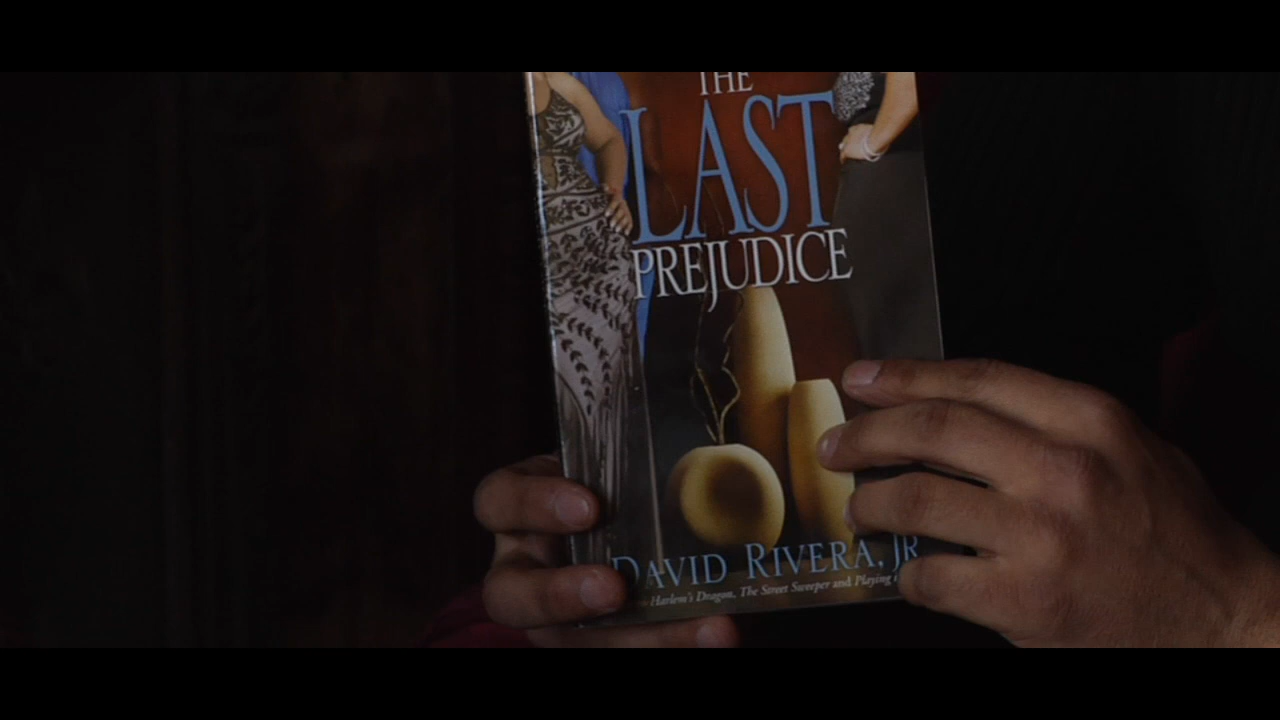 THE
LAST
PREJUDICE
DAVID RIVERA, JR
Harlem's Dragon, The Street Sweeper and Playing